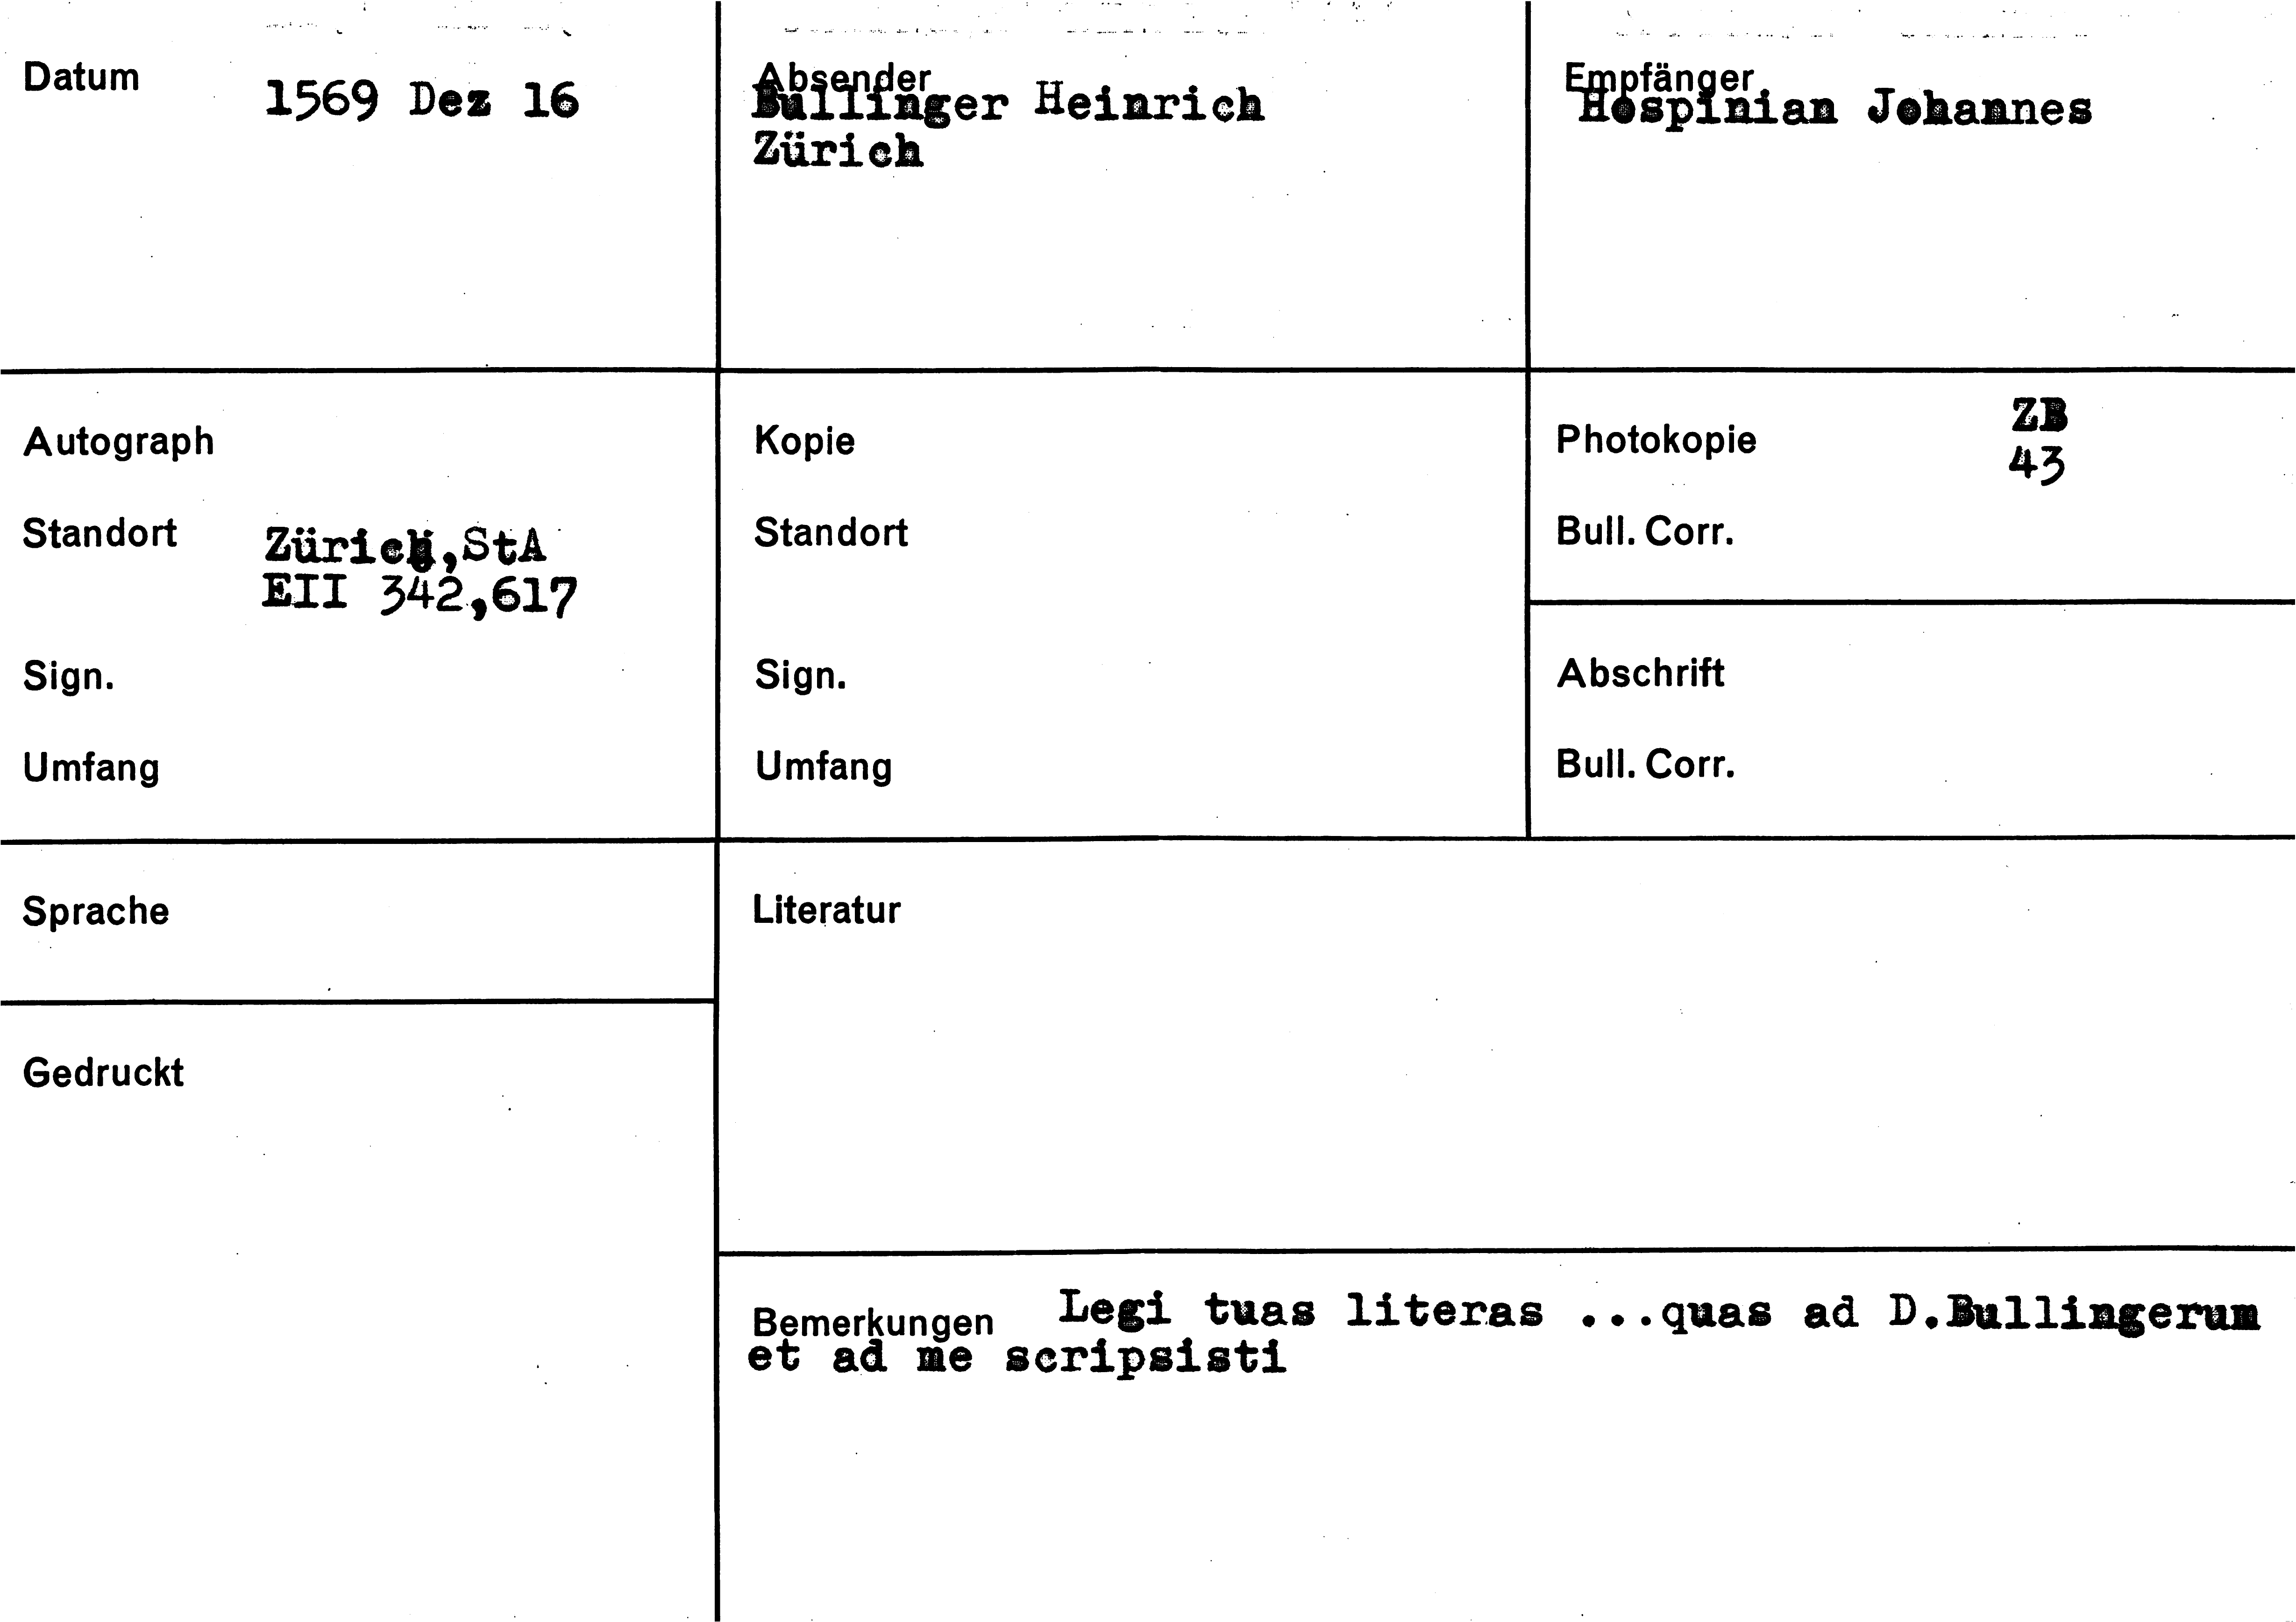 Datum 1569 Dez 16
Absender
Bullinger Heinrich
Zürich
Empfänger
Hospinian Johannes
Autograph
Standort Zürich,StA
EII 342,617
Sign.
Umfang
Kopie
Standort
Sign.
Umfang
Photokopie ZB
43
Bull. Corr.
Abschrift
Bull. Corr.
Sprache
Literatur
Gedruckt
Bemerkungen Legi tuas literas ...quas ad D.Bullingerum
et ad me scripsisti